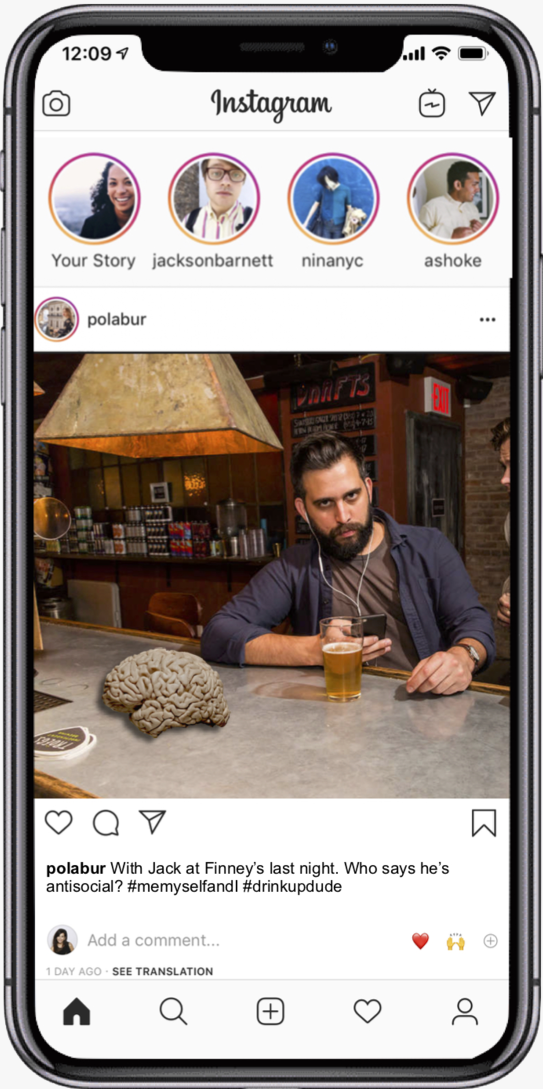 12:09
Instagram
Your Story
jacksonbarnett
ninanyc
ashoke
polabur
DRAFTS
EXIT
polabur With Jack at Finney’s last night. Who says he’s
antisocial? #memyselfandI #drinkupdude
Add a comment...
1 DAY AGO · SEE TRANSLATION